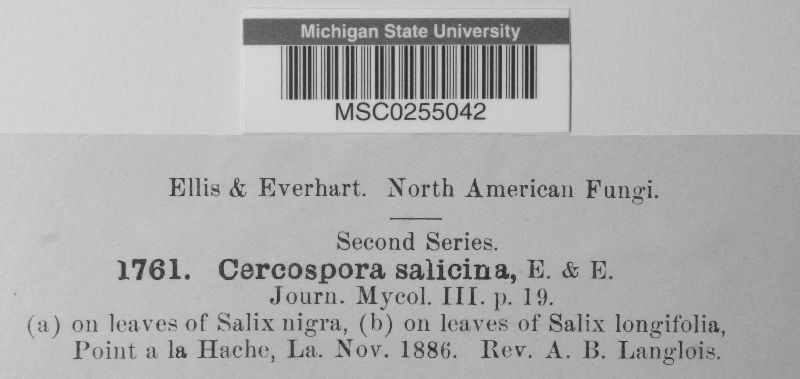 Michigan State University
MSC0255042
Ellis & Everhart. North American Fungi.
Second Series.
1761. Cercospora salicina, E. & E.
Journ. Mycol. III. p. 19.
(a) on leaves of Salix nigra, (b) on leaves of Salix longifolia,
Point a la Hache, La. Nov. 1886. Rev. A. B. Langlois.